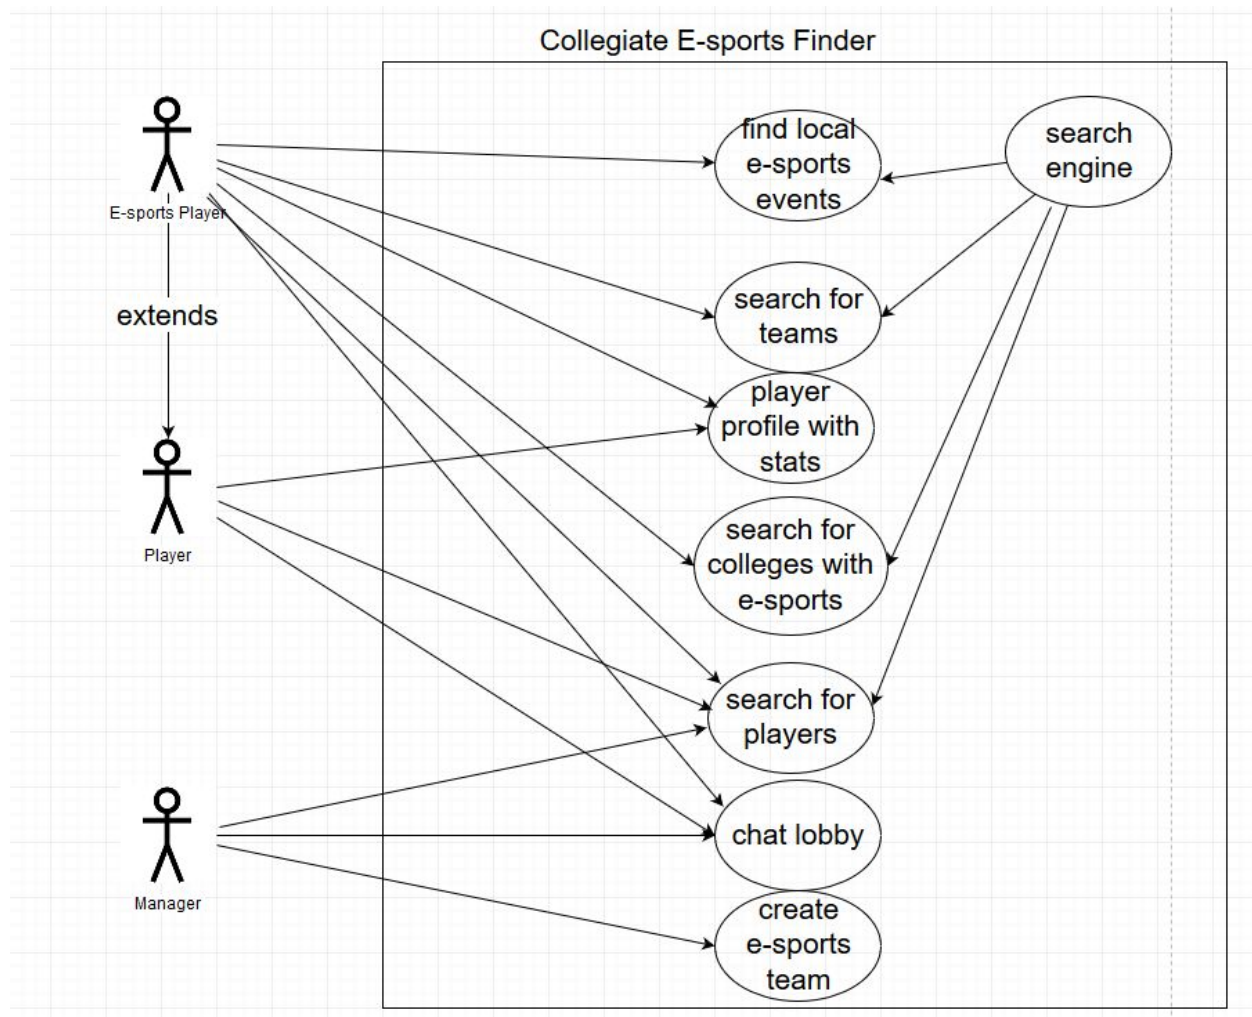 Collegiate E-sports Finder
E-sports Player
extends
Player
Manager
find local
e-sports
events
search for
teams
player
profile with
stats
search for
colleges with
e-sports
search for
players
chat lobby
create
e-sports
team
search
engine